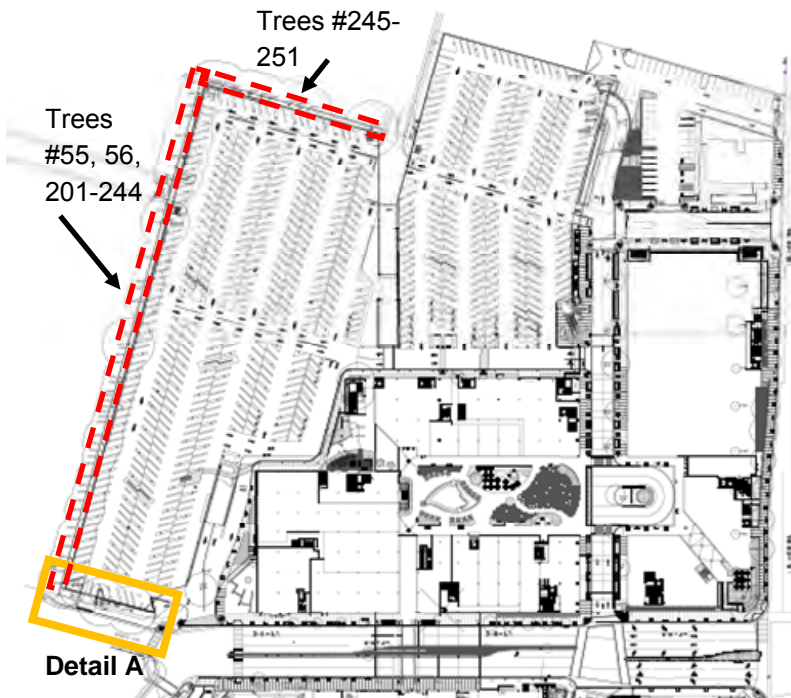 Trees #245-
251
Trees
#55, 56,
201-244
Detail A